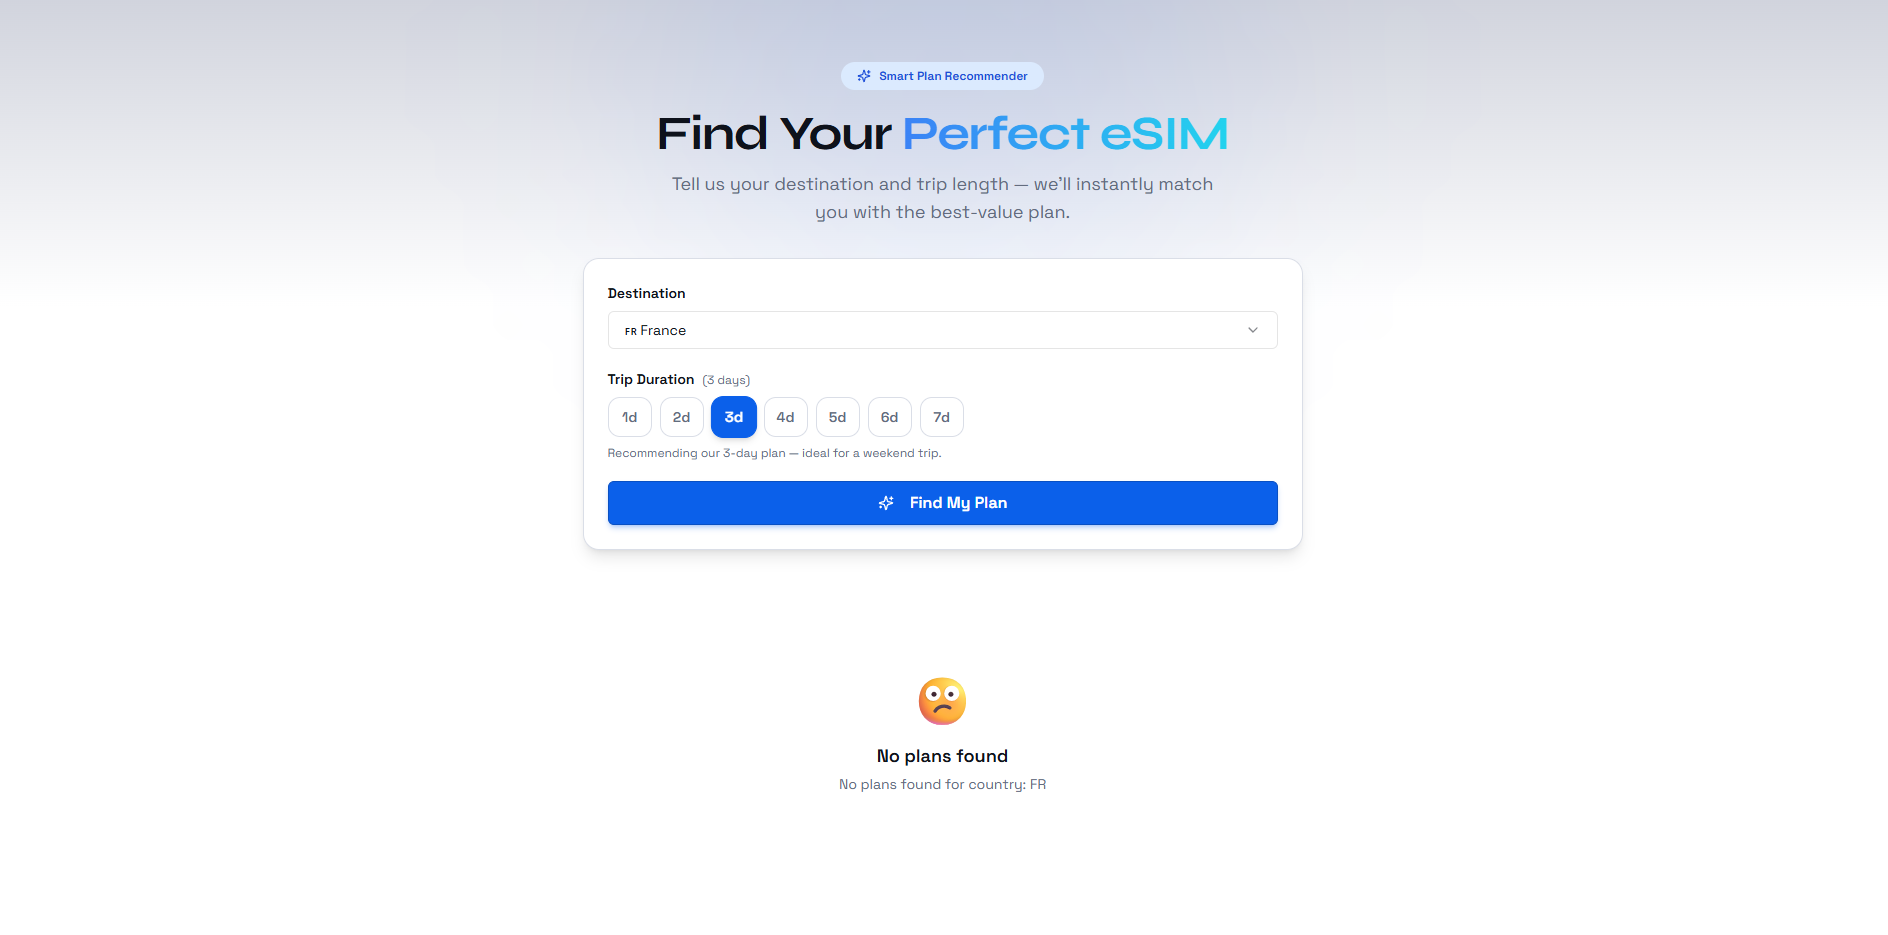 Smart Plan Recommender
Find Your Perfect eSIM
Tell us your destination and trip length — we'll instantly match
you with the best-value plan.
Destination
FR France
Trip Duration (3 days)
1d 2d 3d 4d 5d 6d 7d
Recommending our 3-day plan — ideal for a weekend trip.
Find My Plan
No plans found
No plans found for country: FR